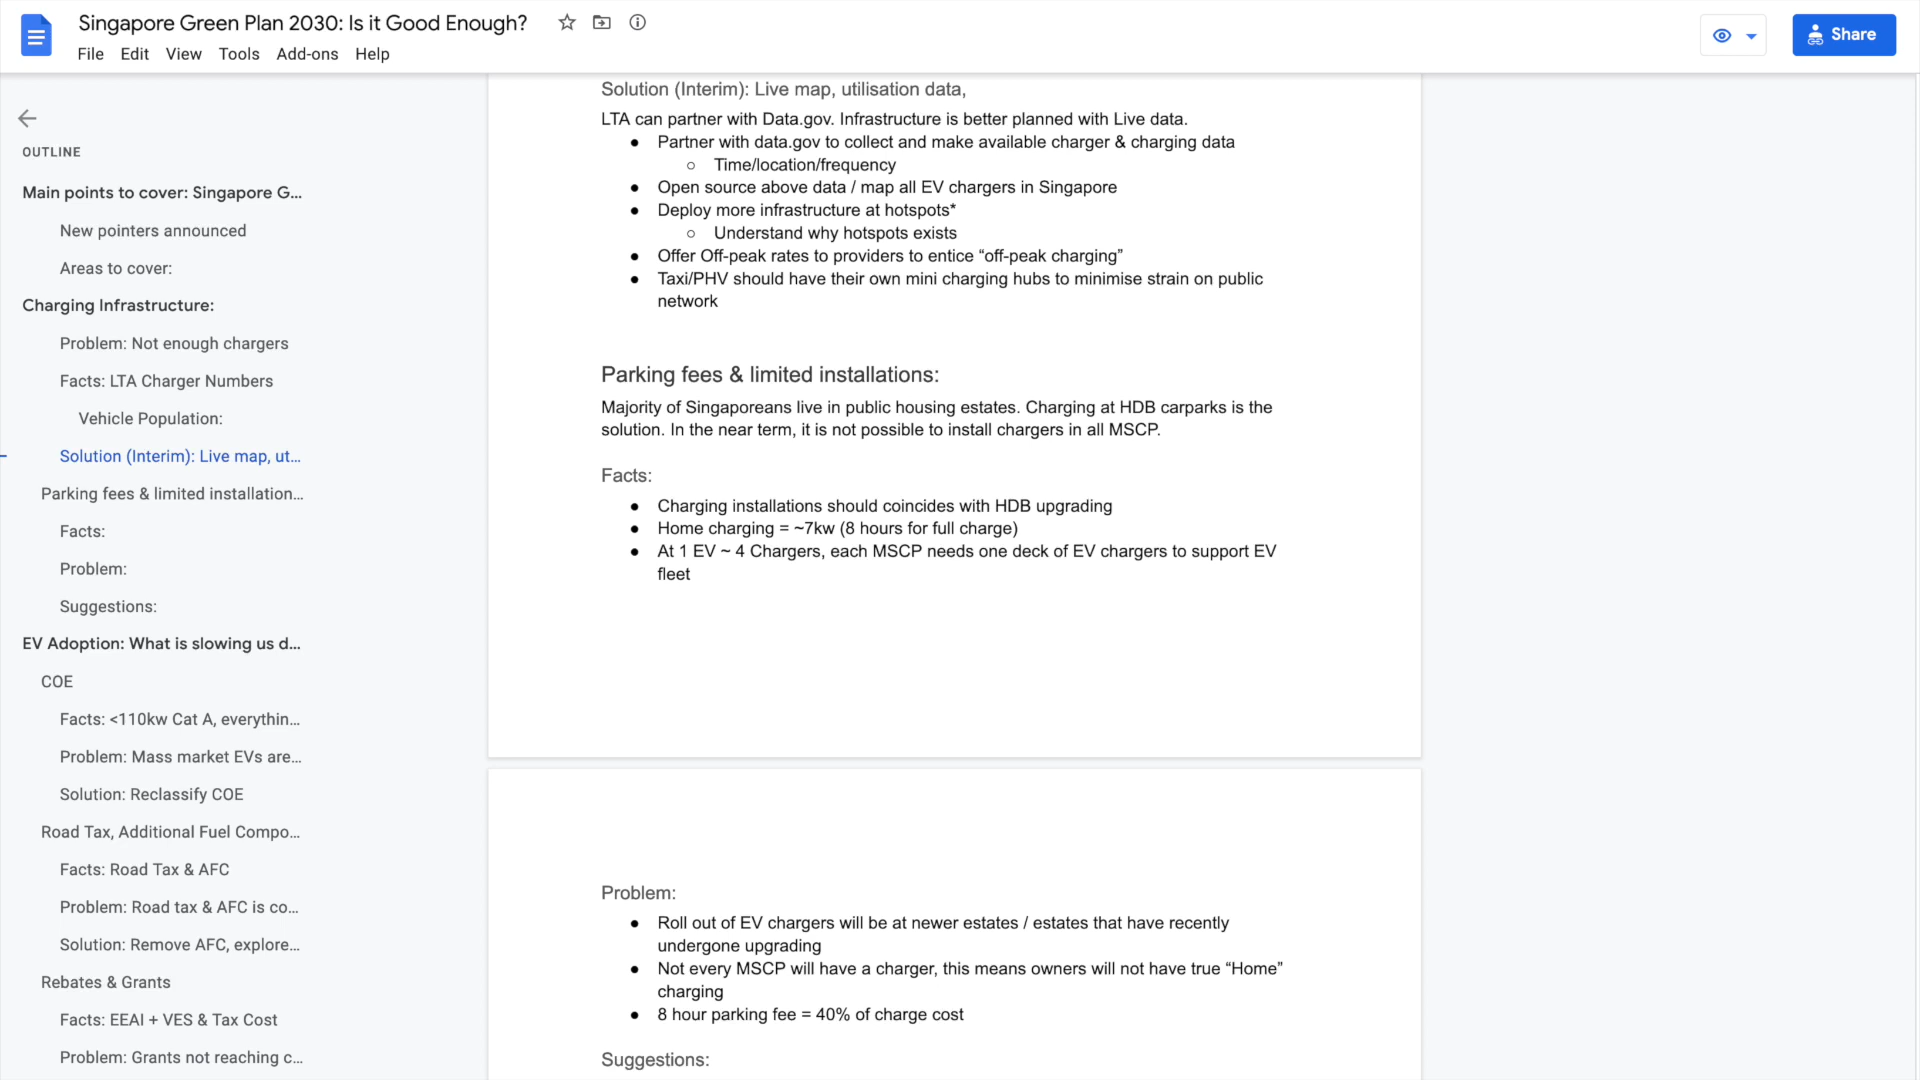 Singapore Green Plan 2030: Is it Good Enough?
File Edit View Tools Add-ons Help
Share
OUTLINE
Main points to cover: Singapore G...
New pointers announced
Areas to cover:
Charging Infrastructure:
Problem: Not enough chargers
Facts: LTA Charger Numbers
Vehicle Population:
Solution (Interim): Live map, ut...
Parking fees & limited installation...
Facts:
Problem:
Suggestions:
EV Adoption: What is slowing us d...
COE
Facts: <110kw Cat A, everythin...
Problem: Mass market EVs are...
Solution: Reclassify COE
Road Tax, Additional Fuel Compo...
Facts: Road Tax & AFC
Problem: Road tax & AFC is co...
Solution: Remove AFC, explore...
Rebates & Grants
Facts: EEAI + VES & Tax Cost
Problem: Grants not reaching c...
Solution (Interim): Live map, utilisation data,
LTA can partner with Data.gov. Infrastructure is better planned with Live data.
● Partner with data.gov to collect and make available charger & charging data
○ Time/location/frequency
● Open source above data / map all EV chargers in Singapore
● Deploy more infrastructure at hotspots*
○ Understand why hotspots exists
● Offer Off-peak rates to providers to entice “off-peak charging”
● Taxi/PHV should have their own mini charging hubs to minimise strain on public
network
Parking fees & limited installations:
Majority of Singaporeans live in public housing estates. Charging at HDB carparks is the
solution. In the near term, it is not possible to install chargers in all MSCP.
Facts:
● Charging installations should coincides with HDB upgrading
● Home charging = ~7kw (8 hours for full charge)
● At 1 EV ~ 4 Chargers, each MSCP needs one deck of EV chargers to support EV
fleet
Problem:
● Roll out of EV chargers will be at newer estates / estates that have recently
undergone upgrading
● Not every MSCP will have a charger, this means owners will not have true “Home”
charging
● 8 hour parking fee = 40% of charge cost
Suggestions: